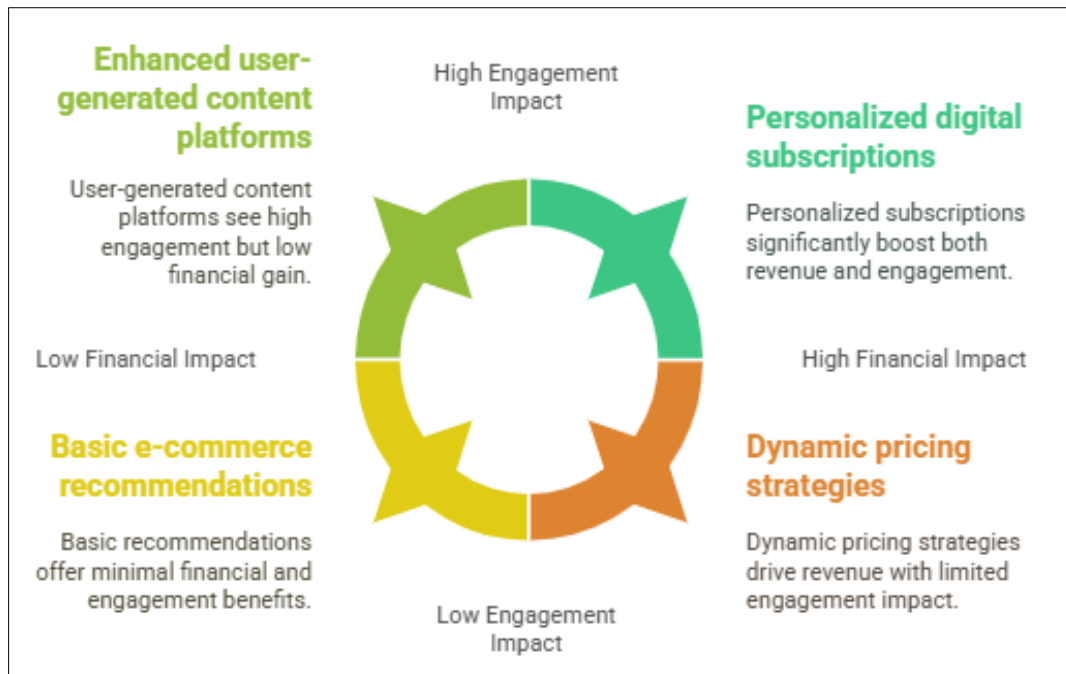 Enhanced user-
generated content
platforms
User-generated content
platforms see high
engagement but low
financial gain.
High Engagement
Impact
Personalized digital
subscriptions
Personalized subscriptions
significantly boost both
revenue and engagement.
Low Financial Impact
High Financial Impact
Basic e-commerce
recommendations
Basic recommendations
offer minimal financial and
engagement benefits.
Dynamic pricing
strategies
Dynamic pricing strategies
drive revenue with limited
engagement impact.
Low Engagement
Impact